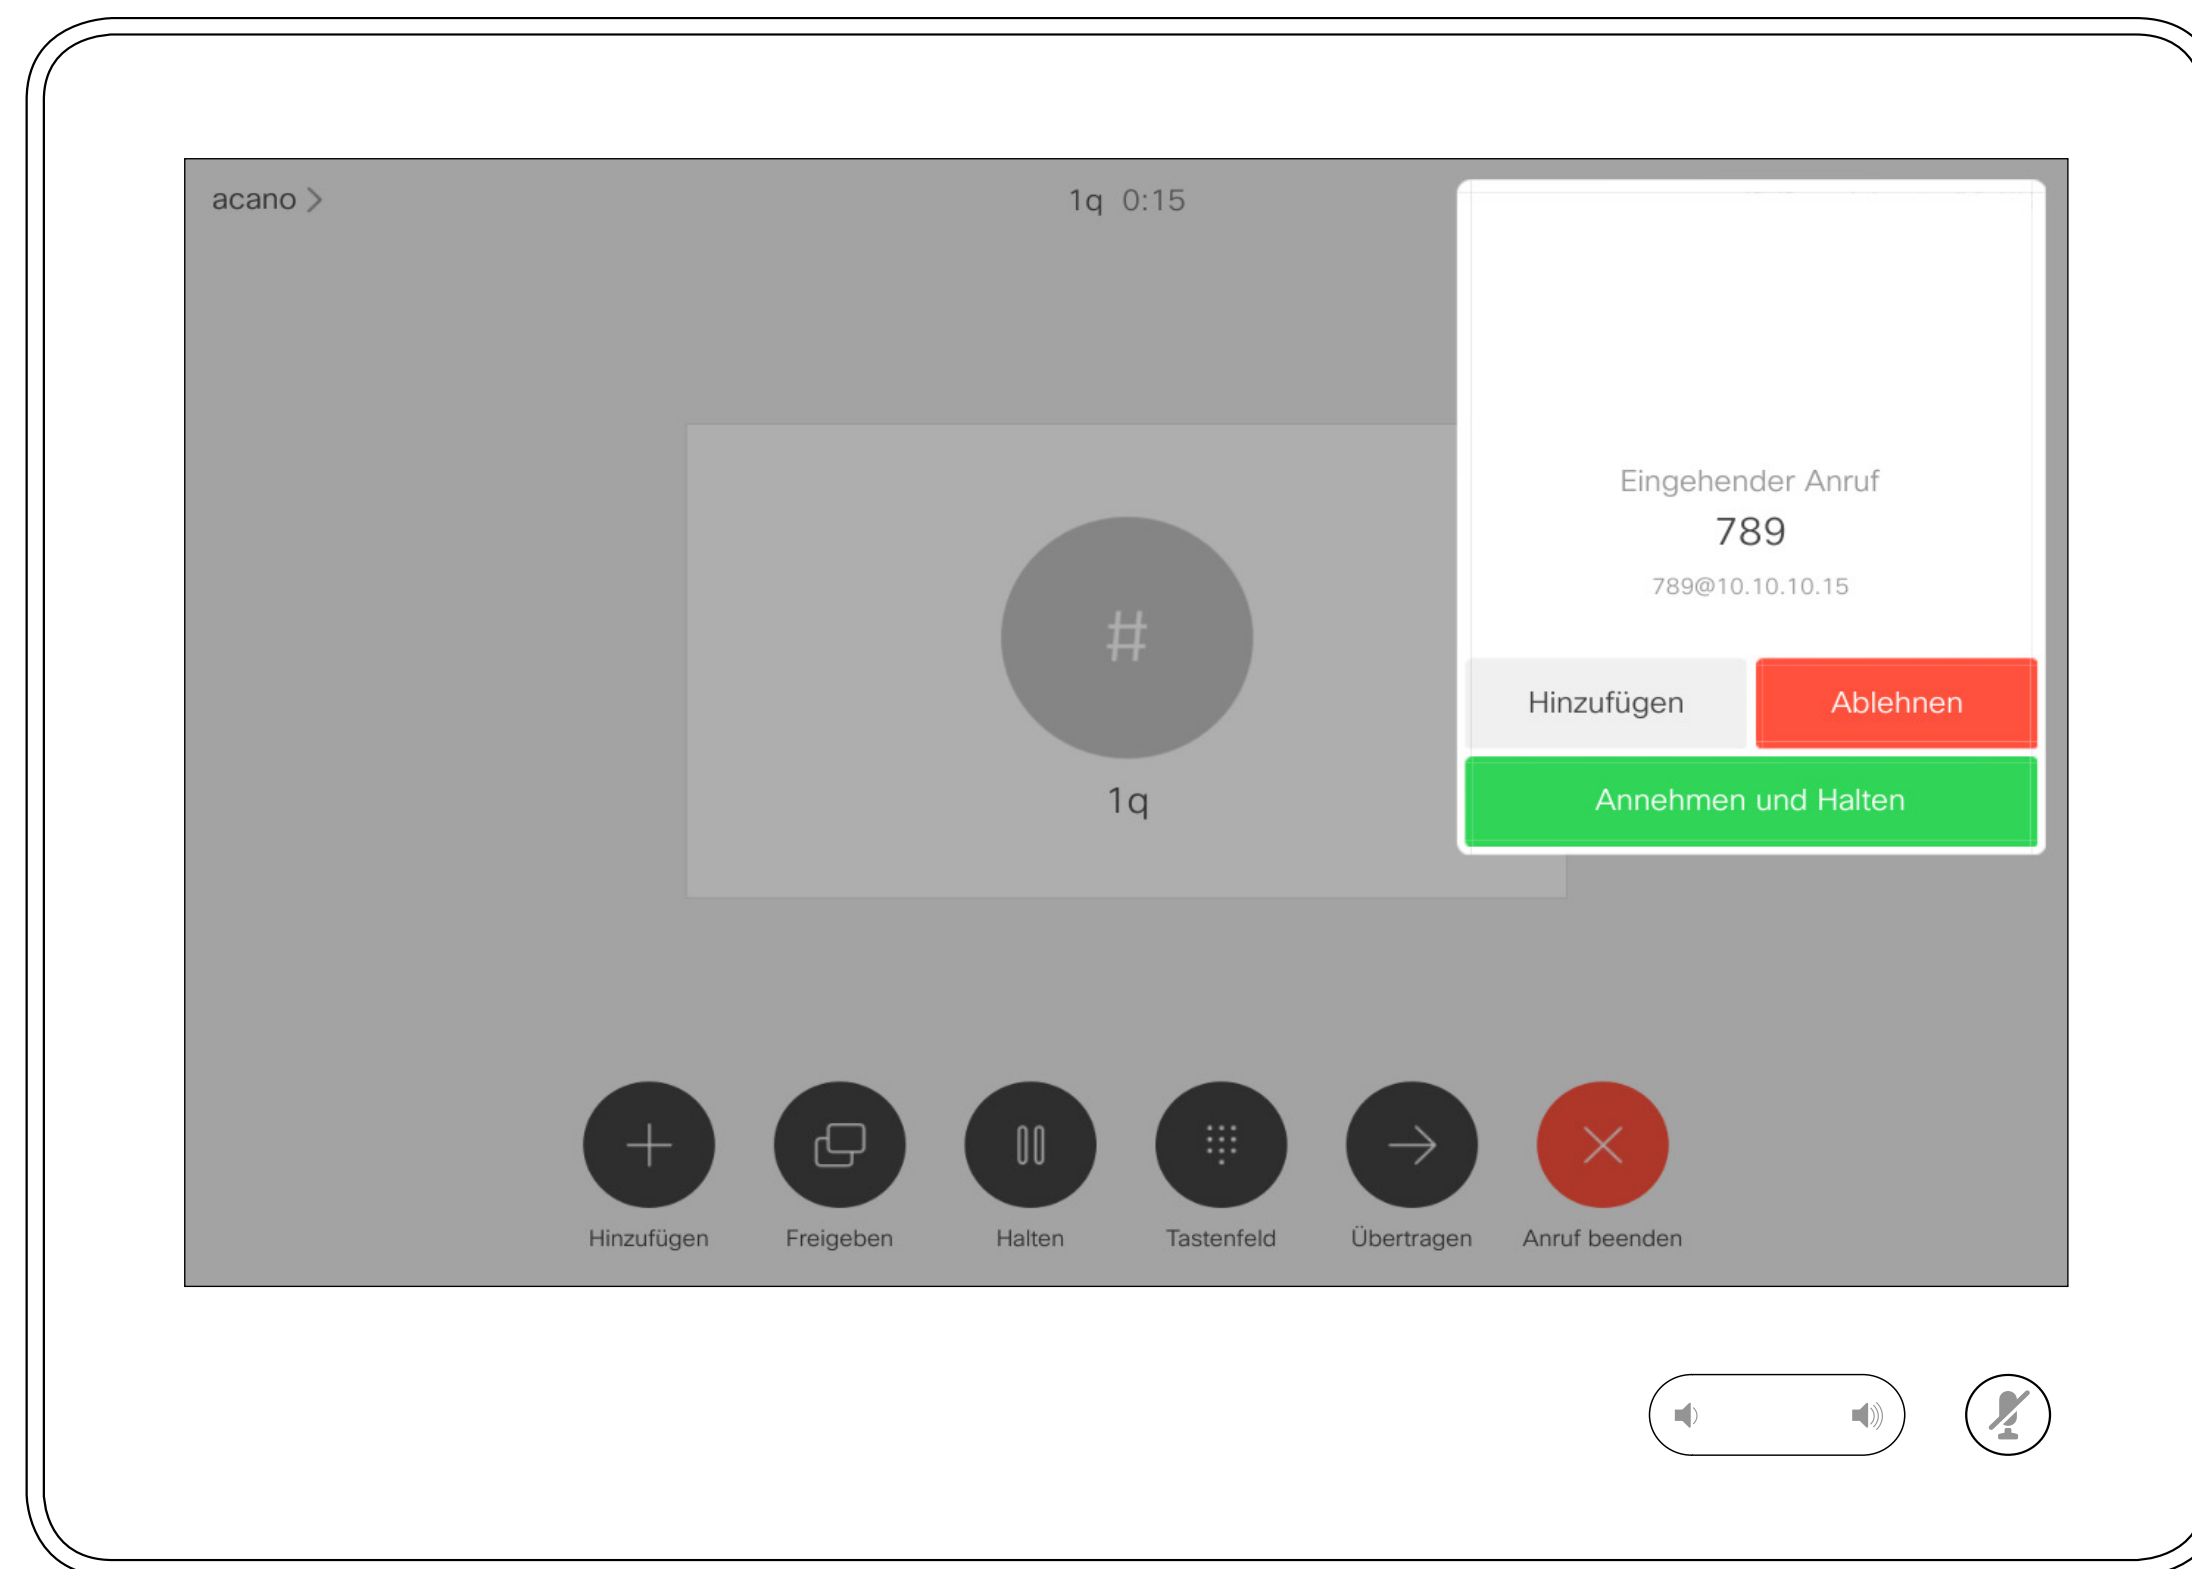 acano
1q 0:15
Eingehender Anruf
789
789@10.10.10.15
Hinzufügen
Ablehnen
Annehmen und Halten
#
1q
Hinzufügen
Freigeben
Halten
Tastenfeld
Übertragen
Anruf beenden